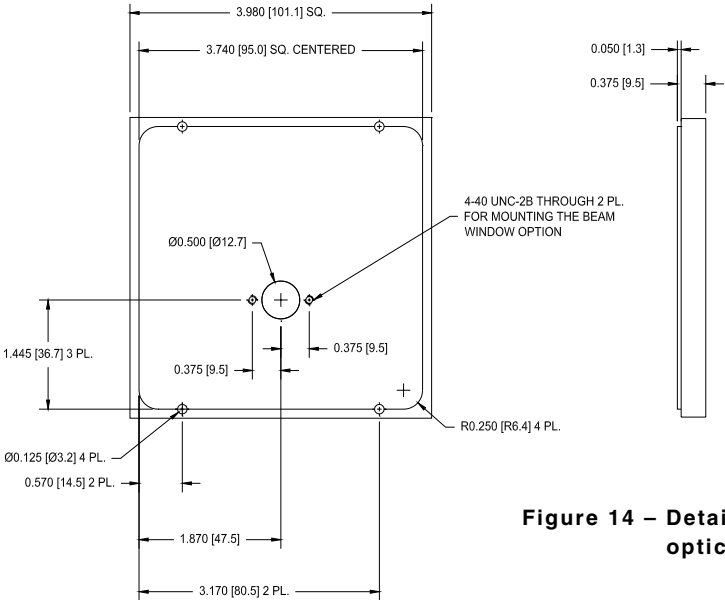 3.980 [101.1] SQ.
3.740 [95.0] SQ. CENTERED
0.050 [1.3]
0.375 [9.5]
4-40 UNC-2B THROUGH 2 PL.
FOR MOUNTING THE BEAM
WINDOW OPTION
Ø0.500 [Ø12.7]
1.445 [36.7] 3 PL.
0.375 [9.5]
0.375 [9.5]
R0.250 [R6.4] 4 PL.
Ø0.125 [Ø3.2] 4 PL.
0.570 [14.5] 2 PL.
1.870 [47.5]
3.170 [80.5] 2 PL.
Figure 14 – Detai
optic